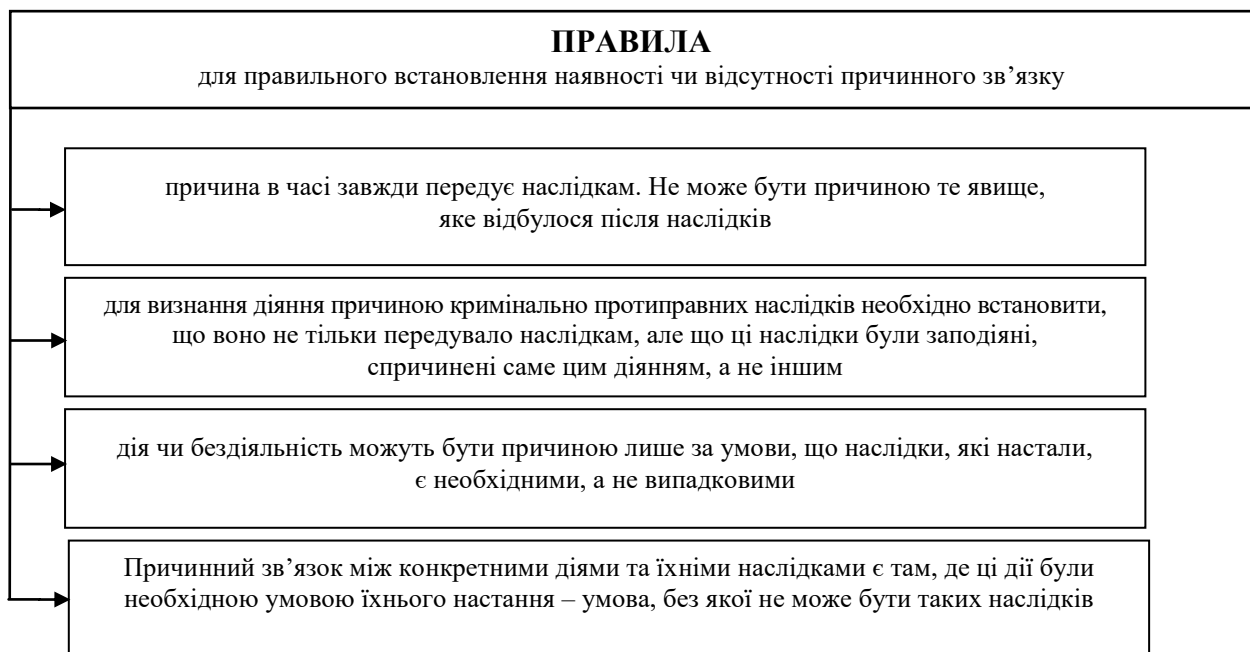 ПРАВИЛА
для правильного встановлення наявності чи відсутності причинного зв’язку
причина в часі завжди передує наслідкам. Не може бути причиною те явище,
яке відбулося після наслідків
для визнання діяння причиною кримінально протиправних наслідків необхідно встановити,
що воно не тільки передувало наслідкам, але що ці наслідки були заподіяні,
спричинені саме цим діянням, а не іншим
дія чи бездіяльність можуть бути причиною лише за умови, що наслідки, які настали,
є необхідними, а не випадковими
Причинний зв’язок між конкретними діями та їхніми наслідками є там, де ці дії були
необхідною умовою їхнього настання – умова, без якої не може бути таких наслідків